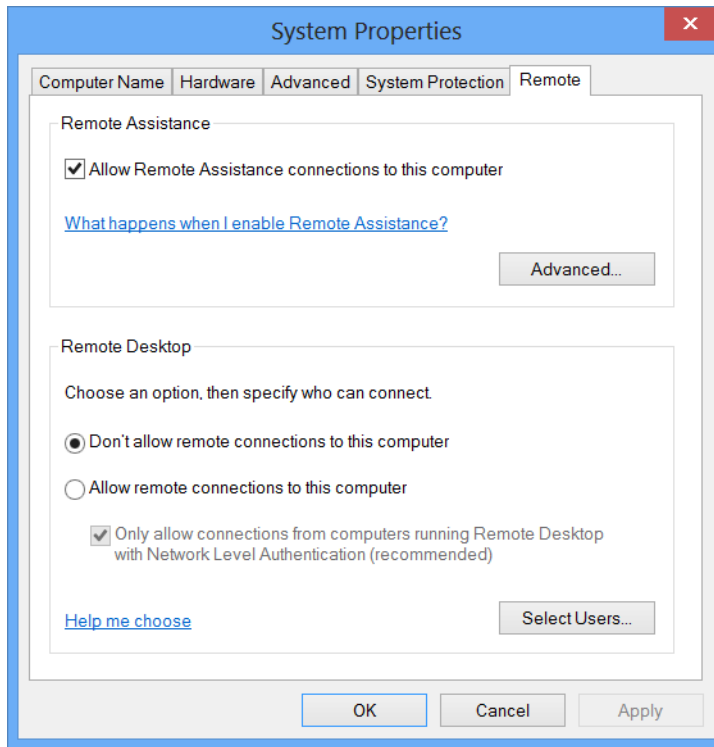 System Properties
Computer Name
Hardware
Advanced
System Protection
Remote
Remote Assistance
Allow Remote Assistance connections to this computer
What happens when I enable Remote Assistance?
Advanced...
Remote Desktop
Choose an option, then specify who can connect.
Don't allow remote connections to this computer
Allow remote connections to this computer
Only allow connections from computers running Remote Desktop
with Network Level Authentication (recommended)
Help me choose
Select Users...
OK
Cancel
Apply